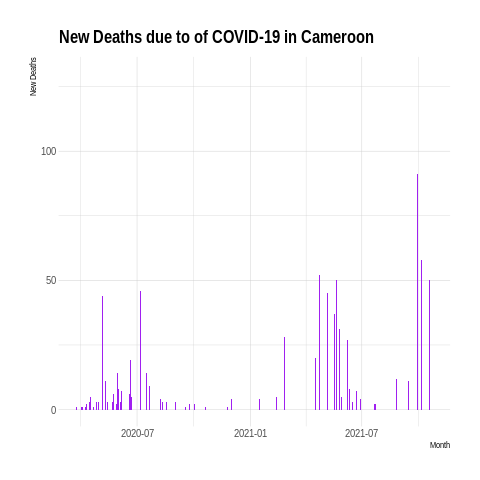 New Deaths due to of COVID-19 in Cameroon
New Deaths
100
50
0
2020-07
2021-01
2021-07
Month